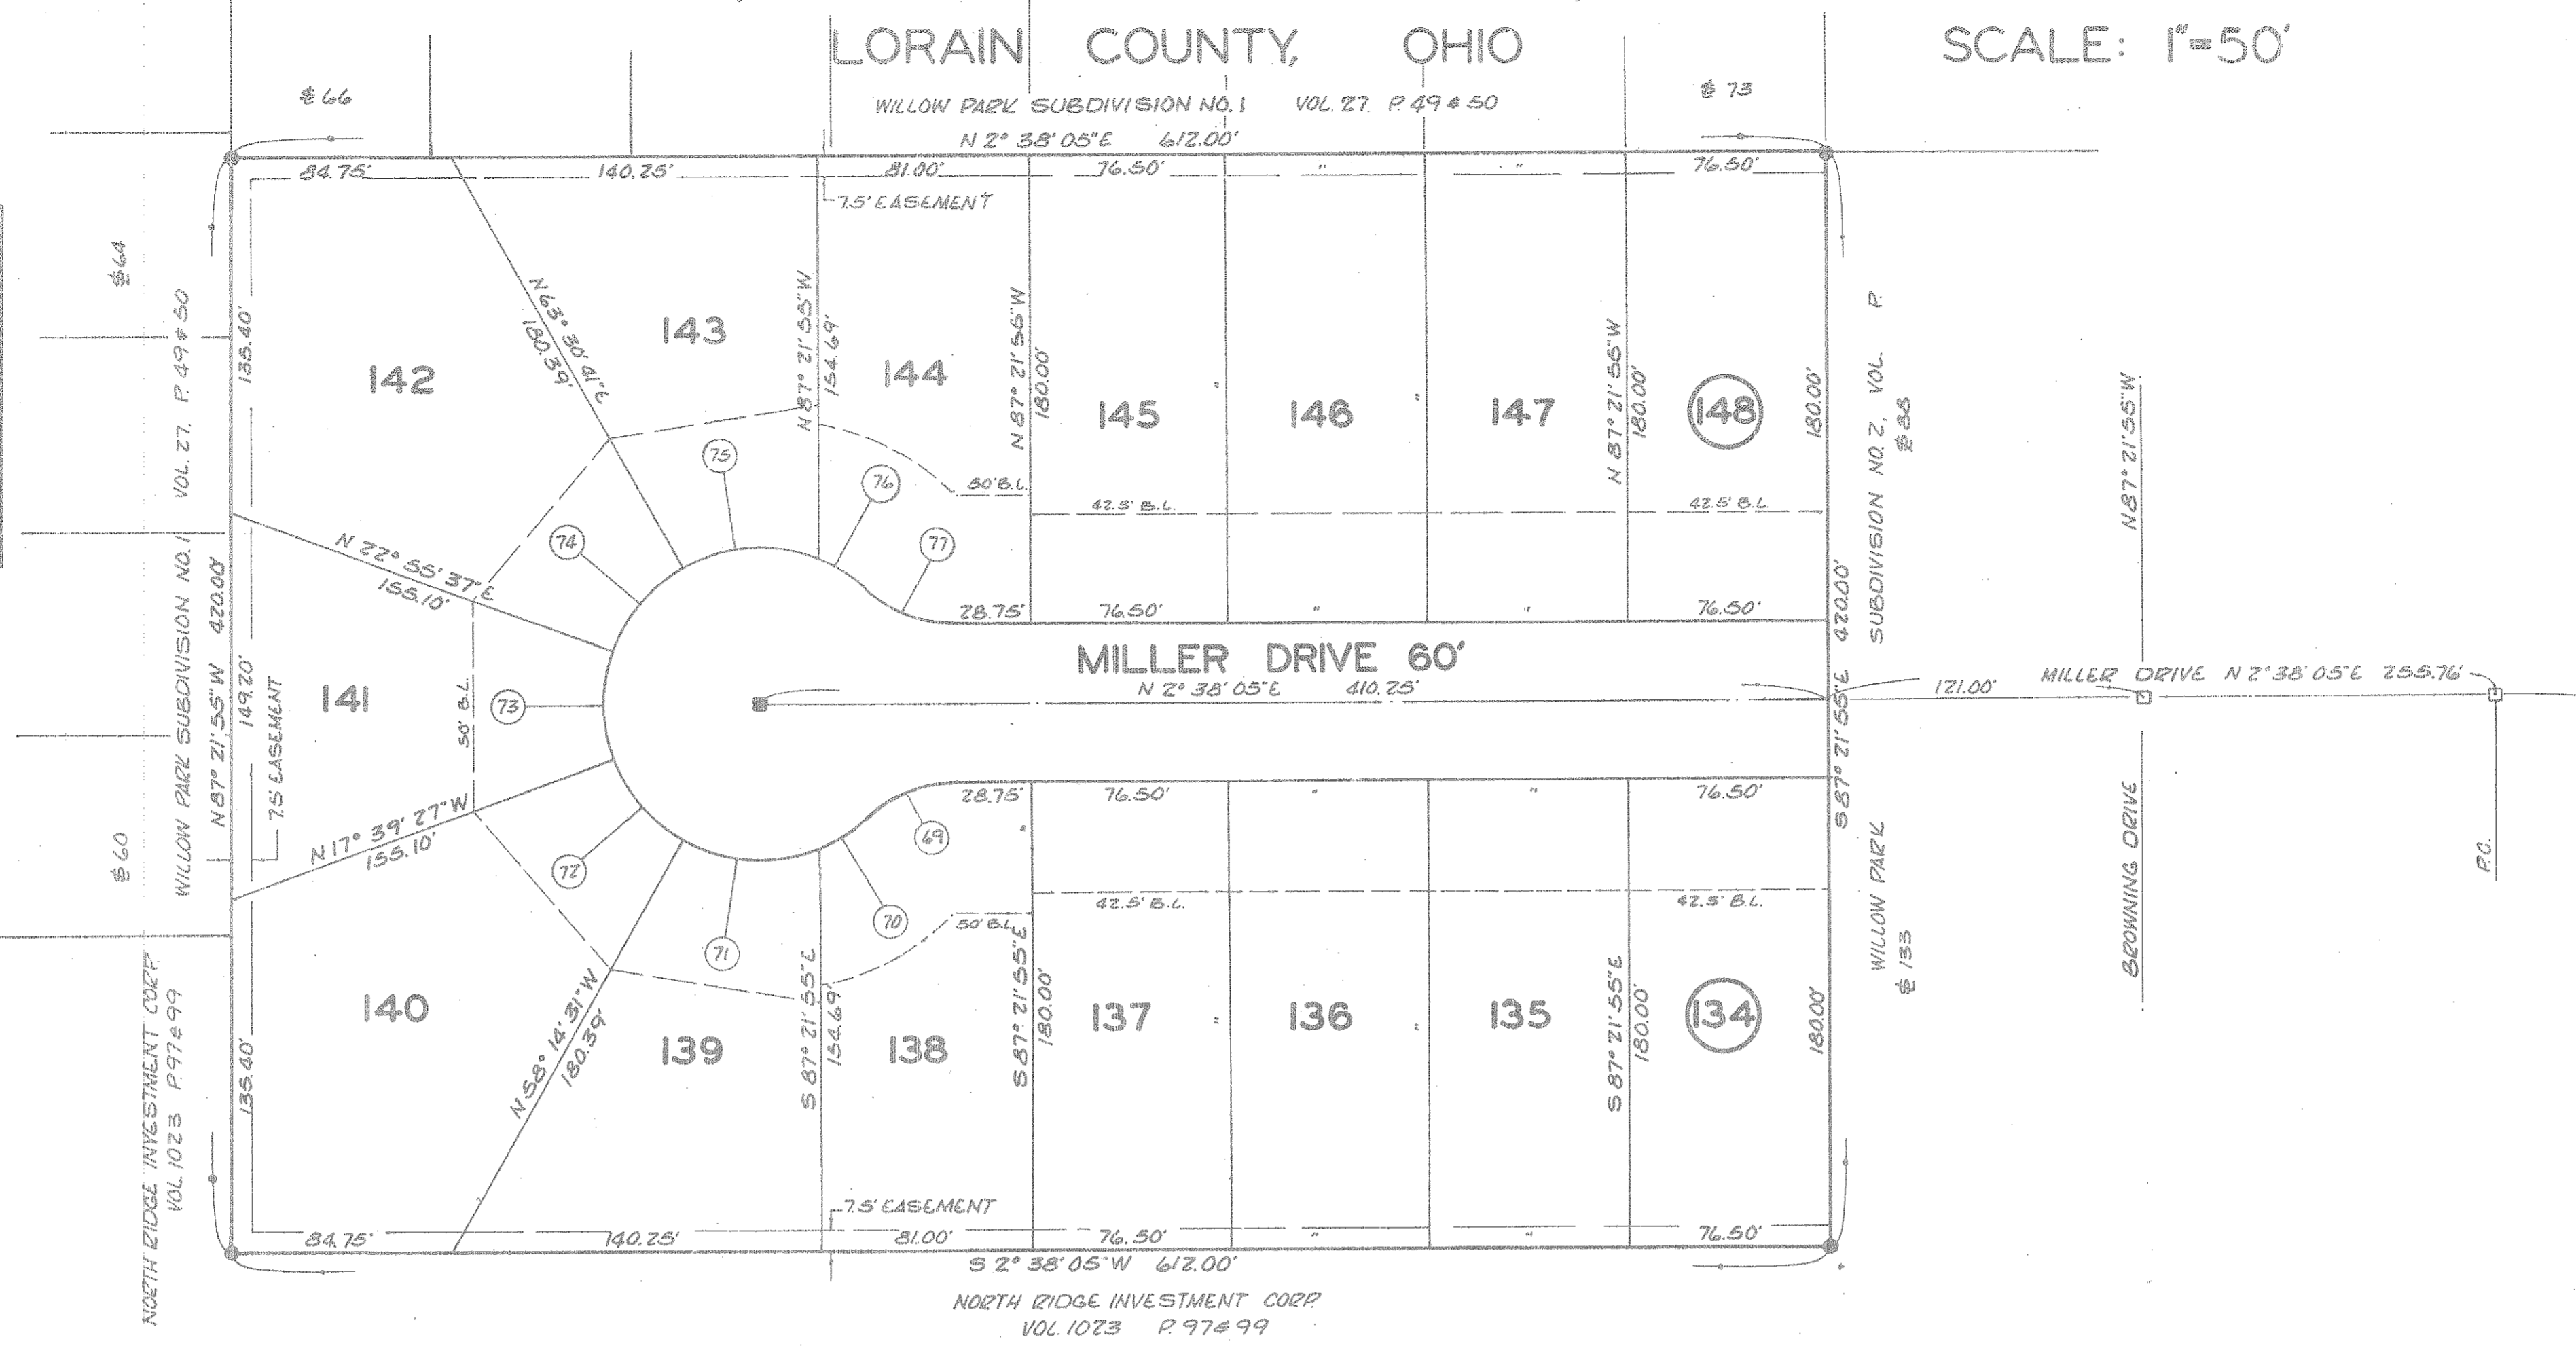 LORAIN COUNTY, OHIO
SCALE: 1"=50'
℄ 66
WILLOW PARK SUBDIVISION NO. 1 VOL. 27. P. 49 & 50
℄ 73
N 2° 38' 05" E 612.00'
84.75'
140.25'
81.00'
76.50'
"
"
76.50'
7.5' EASEMENT
℄ 64
WILLOW PARK SUBDIVISION NO. 1 VOL. 27. P. 49 & 50
N 87° 21' 55" W 420.00'
135.40'
149.20'
135.40'
7.5' EASEMENT
℄ 60
NORTH RIDGE INVESTMENT CORP.
VOL. 1023 P. 97 & 99
142
N 63° 30' 41" E
180.39'
143
N 87° 21' 55" W
154.69'
144
N 87° 21' 55" W
180.00'
145
"
146
"
147
N 87° 21' 55" W
180.00'
148
180.00'
75
76
50' B.L.
42.5' B.L.
42.5' B.L.
74
77
N 22° 55' 37" E
155.10'
28.75'
76.50'
"
"
76.50'
MILLER DRIVE 60'
N 2° 38' 05" E 410.25'
141
50' B.L.
73
S 87° 21' 55" E 420.00'
SUBDIVISION NO. 2, VOL. P.
℄ 88
WILLOW PARK
℄ 133
121.00'
MILLER DRIVE N 2° 38' 05" E 255.76'
N 87° 21' 55" W
BROWNING DRIVE
P.C.
N 17° 39' 27" W
155.10'
28.75'
76.50'
"
"
76.50'
69
72
70
71
50' B.L.
42.5' B.L.
42.5' B.L.
140
N 58° 14' 31" W
180.39'
139
S 87° 21' 55" E
154.69'
138
S 87° 21' 55" E
180.00'
"
137
"
136
"
135
S 87° 21' 55" E
180.00'
134
180.00'
7.5' EASEMENT
84.75'
140.25'
81.00'
76.50'
"
"
76.50'
S 2° 38' 05" W 612.00'
NORTH RIDGE INVESTMENT CORP.
VOL. 1023 P. 97 & 99